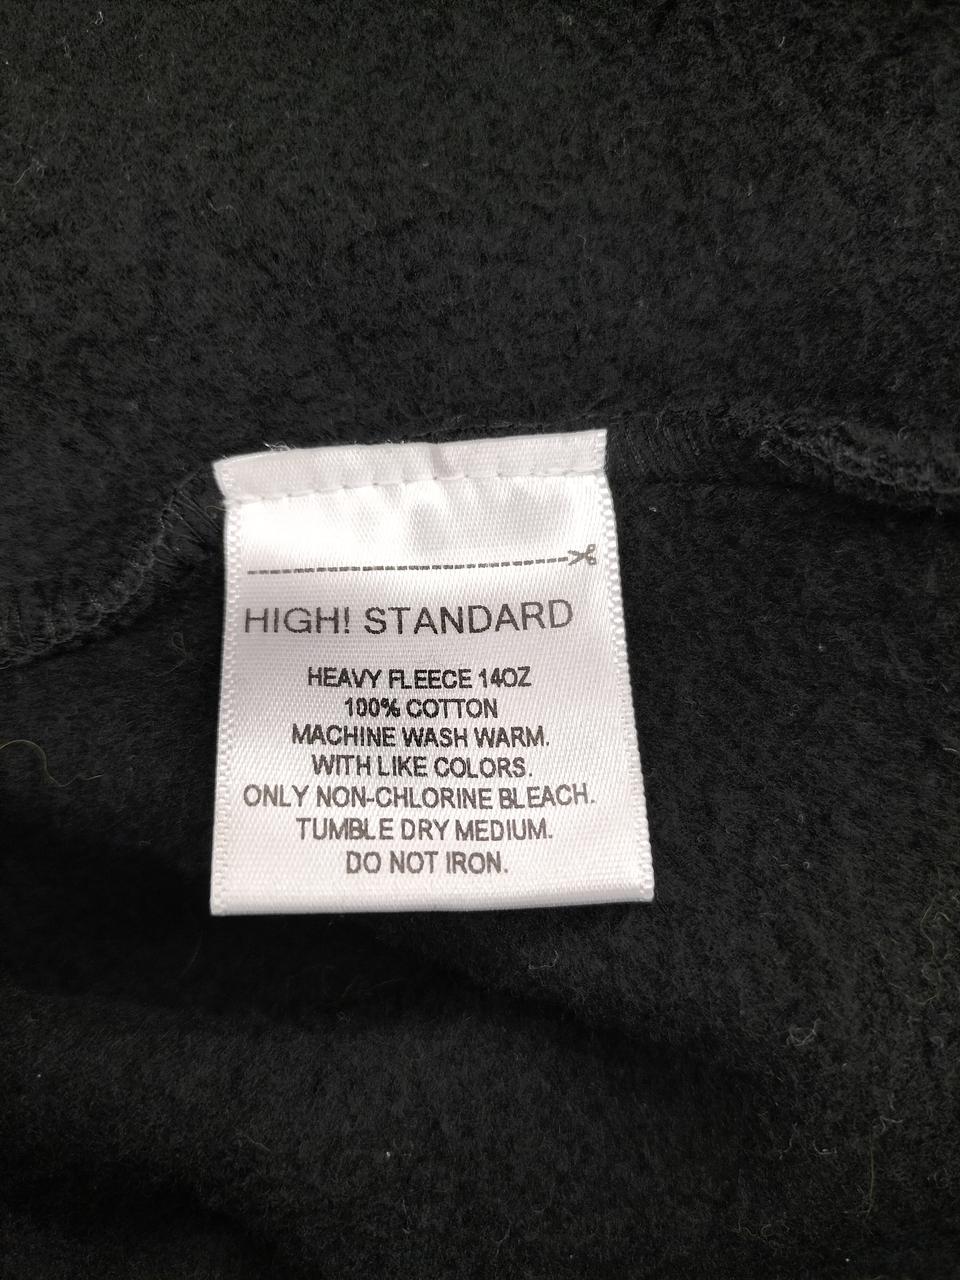 HIGH! STANDARD
HEAVY FLEECE 14OZ
100% COTTON
MACHINE WASH WARM.
WITH LIKE COLORS.
ONLY NON-CHLORINE BLEACH.
TUMBLE DRY MEDIUM.
DO NOT IRON.